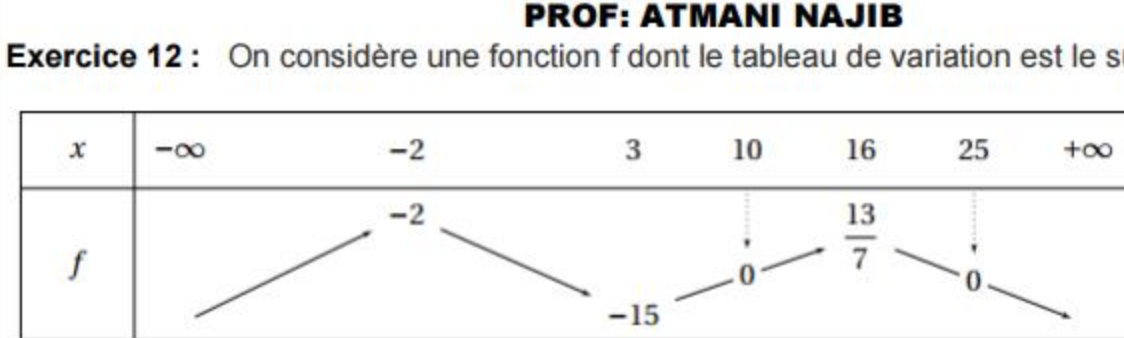 PROF: ATMANI NAJIB
Exercice 12 : On considère une fonction f dont le tableau de variation est le
x −∞ −2 3 10 16 25 +∞
f −2 −15 0 13/7 0